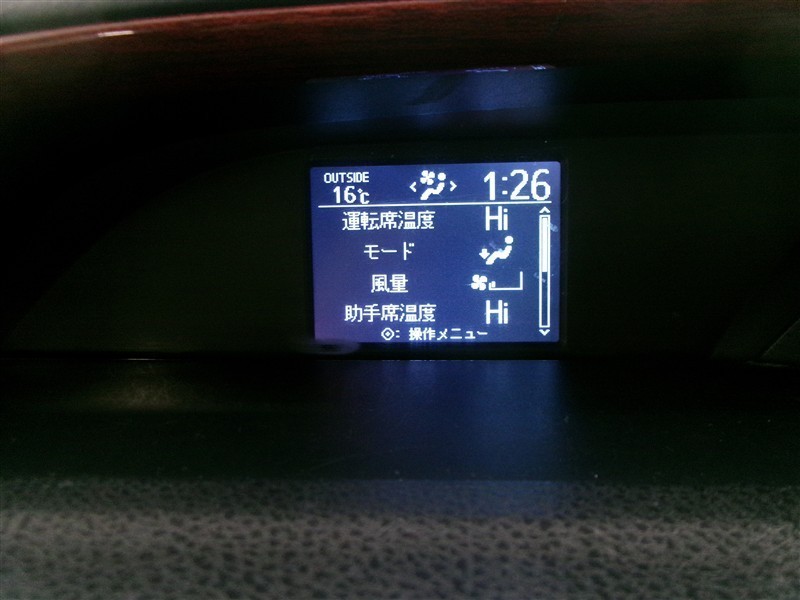 OUTSIDE
16℃ 1:26
運転席温度 Hi
モード
風量
助手席温度 Hi
: 操作メニュー